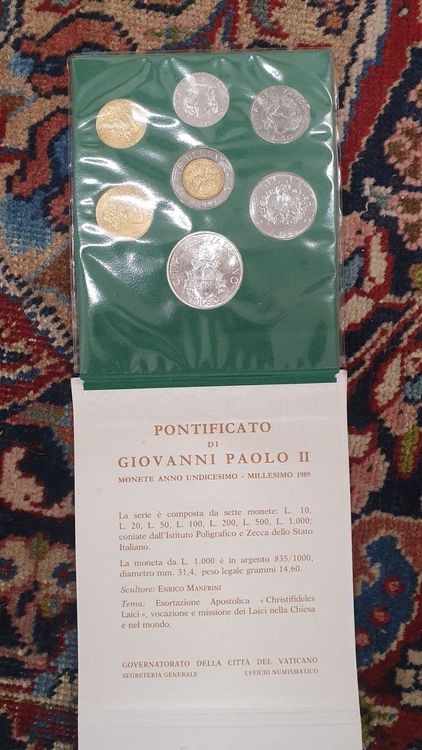 PONTIFICATO
DI
GIOVANNI PAOLO II
MONETE ANNO UNDICESIMO - MILLESIMO 1989
La serie è composta da sette monete: L. 10,
L. 20, L. 50, L. 100, L. 200, L. 500, L. 1.000;
coniate dall'Istituto Poligrafico e Zecca dello Stato
Italiano.
La moneta da L. 1.000 è in argento 835/1000,
diametro mm. 31,4, peso legale grammi 14,60.
Scultore: ENRICO MANFRINI
Tema: Esortazione Apostolica «Christifideles
Laici», vocazione e missione dei Laici nella Chiesa
e nel mondo.
GOVERNATORATO DELLA CITTÀ DEL VATICANO
SEGRETERIA GENERALE UFFICIO NUMISMATICO